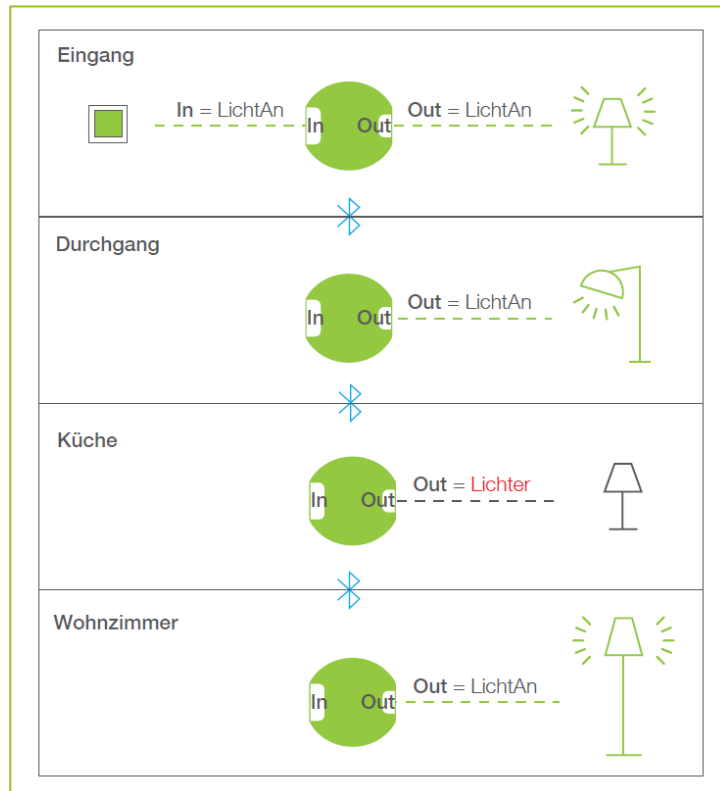 Eingang
In = LichtAn
In Out
Out = LichtAn
Durchgang
In Out
Out = LichtAn
Küche
In Out
Out = Lichter
Wohnzimmer
In Out
Out = LichtAn